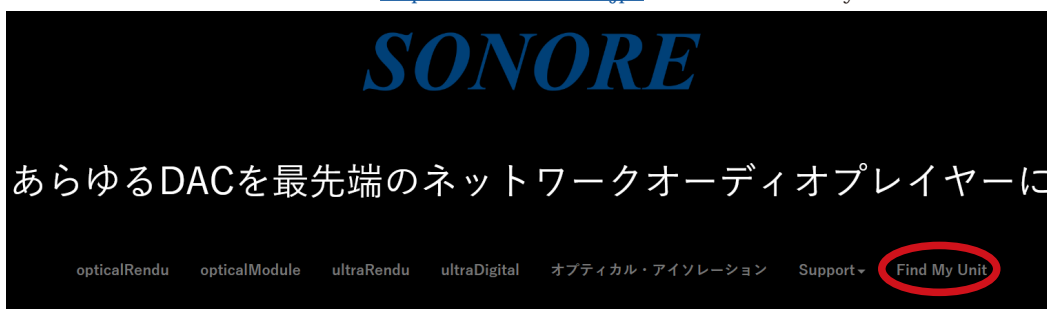 SONORE
あらゆるDACを最先端のネットワークオーディオプレイヤーに
opticalRendu opticalModule ultraRendu ultraDigital オプティカル・アイソレーション Support Find My Unit